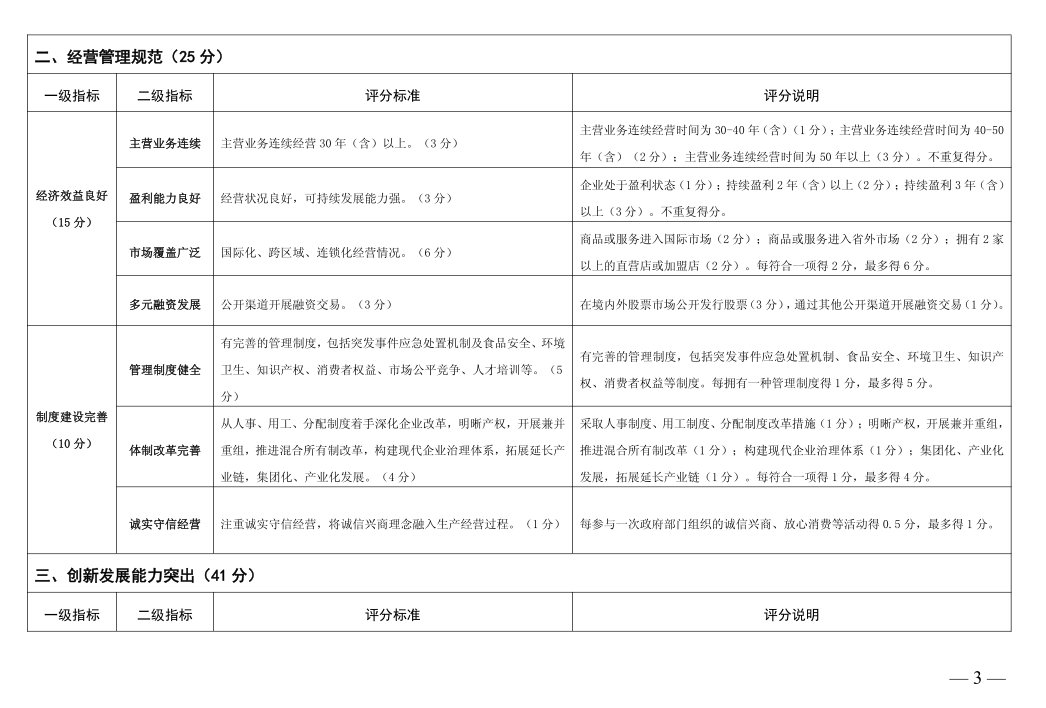 二、经营管理规范（25 分）
一级指标
二级指标
评分标准
评分说明
经济效益良好
（15 分）
主营业务连续
主营业务连续经营 30 年（含）以上。（3 分）
主营业务连续经营时间为 30-40 年（含）（1 分）；主营业务连续经营时间为 40-50
年（含）（2 分）；主营业务连续经营时间为 50 年以上（3 分）。不重复得分。
盈利能力良好
经营状况良好，可持续发展能力强。（3 分）
企业处于盈利状态（1 分）；持续盈利 2 年（含）以上（2 分）；持续盈利 3 年（含）
以上（3 分）。不重复得分。
市场覆盖广泛
国际化、跨区域、连锁化经营情况。（6 分）
商品或服务进入国际市场（2 分）；商品或服务进入省外市场（2 分）；拥有 2 家
以上的直营店或加盟店（2 分）。每符合一项得 2 分，最多得 6 分。
多元融资发展
公开渠道开展融资交易。（3 分）
在境内外股票市场公开发行股票（3 分），通过其他公开渠道开展融资交易（1 分）。
制度建设完善
（10 分）
管理制度健全
有完善的管理制度，包括突发事件应急处置机制及食品安全、环境
卫生、知识产权、消费者权益、市场公平竞争、人才培训等。（5
分）
有完善的管理制度，包括突发事件应急处置机制、食品安全、环境卫生、知识产
权、消费者权益等制度。每拥有一种管理制度得 1 分，最多得 5 分。
体制改革完善
从人事、用工、分配制度着手深化企业改革，明晰产权，开展兼并
重组，推进混合所有制改革，构建现代企业治理体系，拓展延长产
业链，集团化、产业化发展。（4 分）
采取人事制度、用工制度、分配制度改革措施（1 分）；明晰产权，开展兼并重组，
推进混合所有制改革（1 分）；构建现代企业治理体系（1 分）；集团化、产业化
发展，拓展延长产业链（1 分）。每符合一项得 1 分，最多得 4 分。
诚实守信经营
注重诚实守信经营，将诚信兴商理念融入生产经营过程。（1 分）
每参与一次政府部门组织的诚信兴商、放心消费等活动得 0.5 分，最多得 1 分。
三、创新发展能力突出（41 分）
一级指标
二级指标
评分标准
评分说明
— 3 —